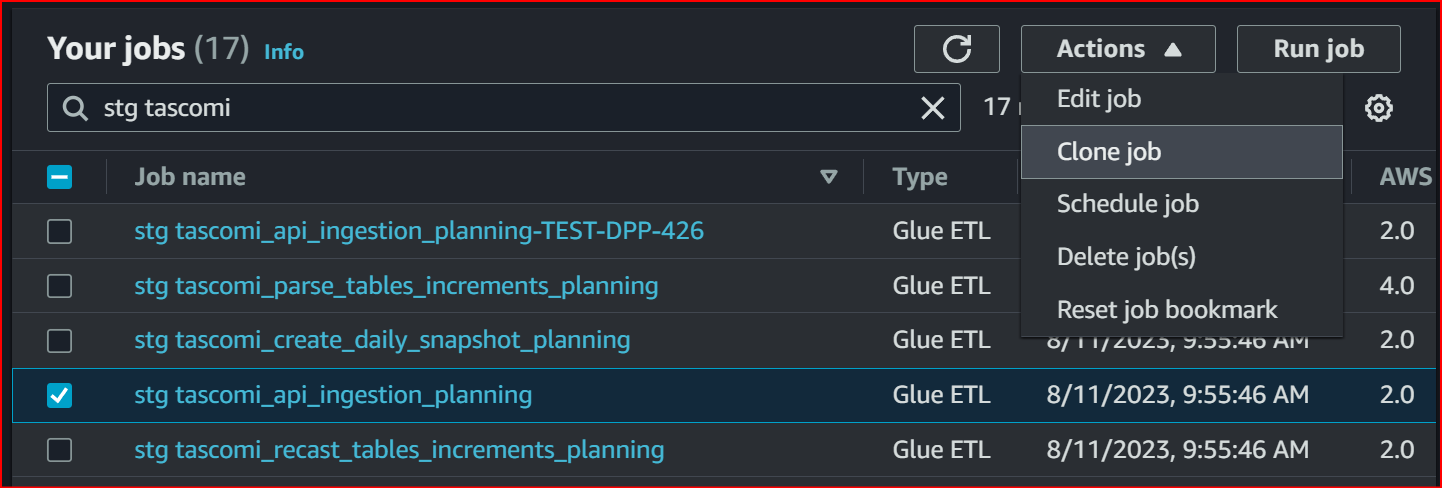 Your jobs (17) Info
Actions
Run job
stg tascomi
17
Edit job
Clone job
Schedule job
Delete job(s)
Reset job bookmark
Job name Type AWS
stg tascomi_api_ingestion_planning-TEST-DPP-426 Glue ETL 2.0
stg tascomi_parse_tables_increments_planning Glue ETL 4.0
stg tascomi_create_daily_snapshot_planning Glue ETL 8/11/2023, 9:55:46 AM 2.0
stg tascomi_api_ingestion_planning Glue ETL 8/11/2023, 9:55:46 AM 2.0
stg tascomi_recast_tables_increments_planning Glue ETL 8/11/2023, 9:55:46 AM 2.0